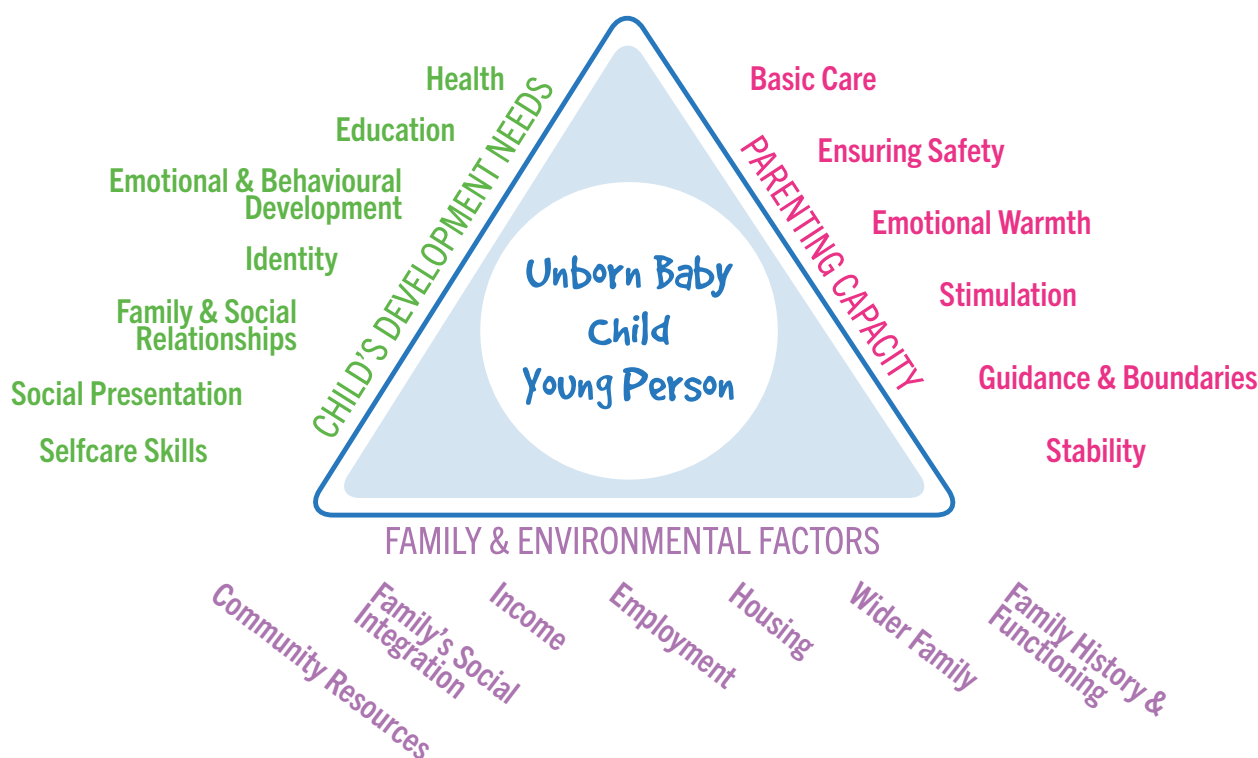 Health
Education
Emotional & Behavioural
Development
Identity
Family & Social
Relationships
Social Presentation
Selfcare Skills
CHILD'S DEVELOPMENT NEEDS
Unborn Baby
Child
Young Person
PARENTING CAPACITY
Basic Care
Ensuring Safety
Emotional Warmth
Stimulation
Guidance & Boundaries
Stability
FAMILY & ENVIRONMENTAL FACTORS
Community Resources
Family's Social
Integration
Income
Employment
Housing
Wider Family
Family History &
Functioning